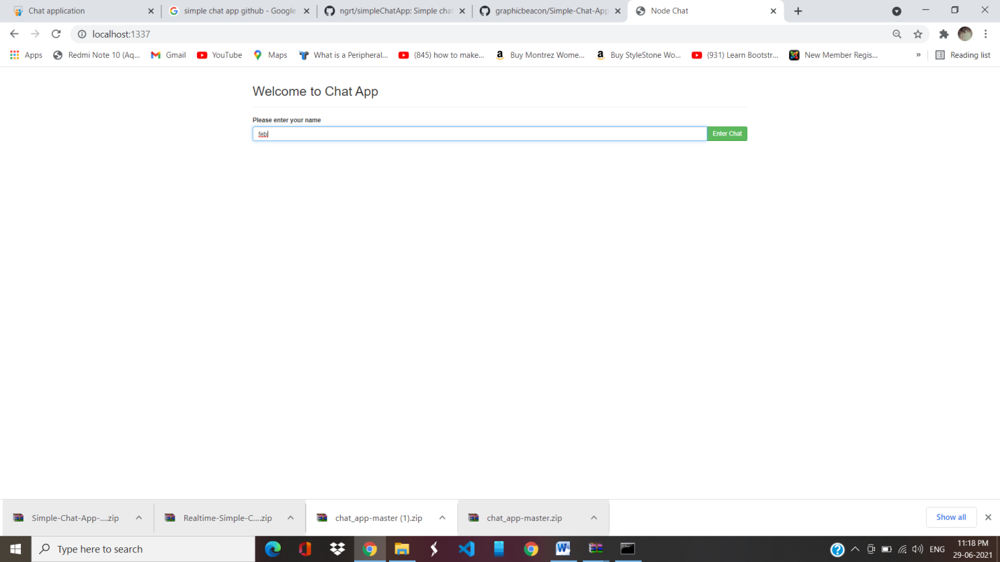 Chat application
simple chat app github - Google
ngrt/simpleChatApp: Simple chat
graphicbeacon/Simple-Chat-App
Node Chat
localhost:1337
Apps
Redmi Note 10 (Aq...
Gmail
YouTube
Maps
What is a Peripheral...
(845) how to make...
Buy Montrez Wome...
Buy StyleStone Wo...
(931) Learn Bootstr...
New Member Regis...
»
Reading list
Welcome to Chat App
Please enter your name
feb
Enter Chat
Simple-Chat-App-....zip
Realtime-Simple-C....zip
chat_app-master (1).zip
chat_app-master.zip
Show all
Type here to search
ENG
11:18 PM
29-06-2021